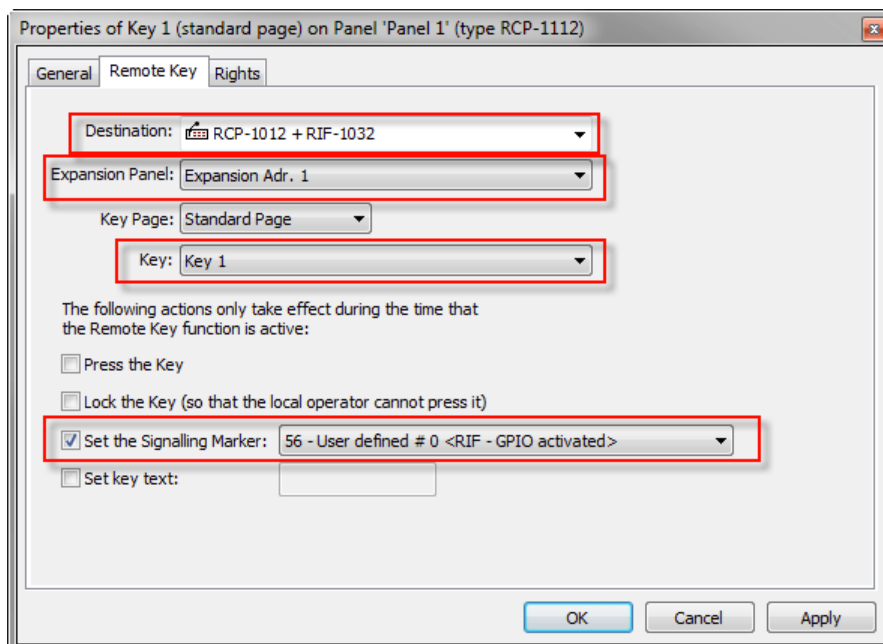 Properties of Key 1 (standard page) on Panel 'Panel 1' (type RCP-1112)
General Remote Key Rights
Destination: RCP-1012 + RIF-1032
Expansion Panel: Expansion Adr. 1
Key Page: Standard Page
Key: Key 1
The following actions only take effect during the time that
the Remote Key function is active:
Press the Key
Lock the Key (so that the local operator cannot press it)
Set the Signalling Marker: 56 - User defined # 0 <RIF - GPIO activated>
Set key text:
OK Cancel Apply